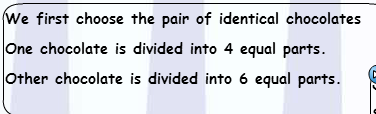 We first choose the pair of identical chocolates
One chocolate is divided into 4 equal parts.
Other chocolate is divided into 6 equal parts.